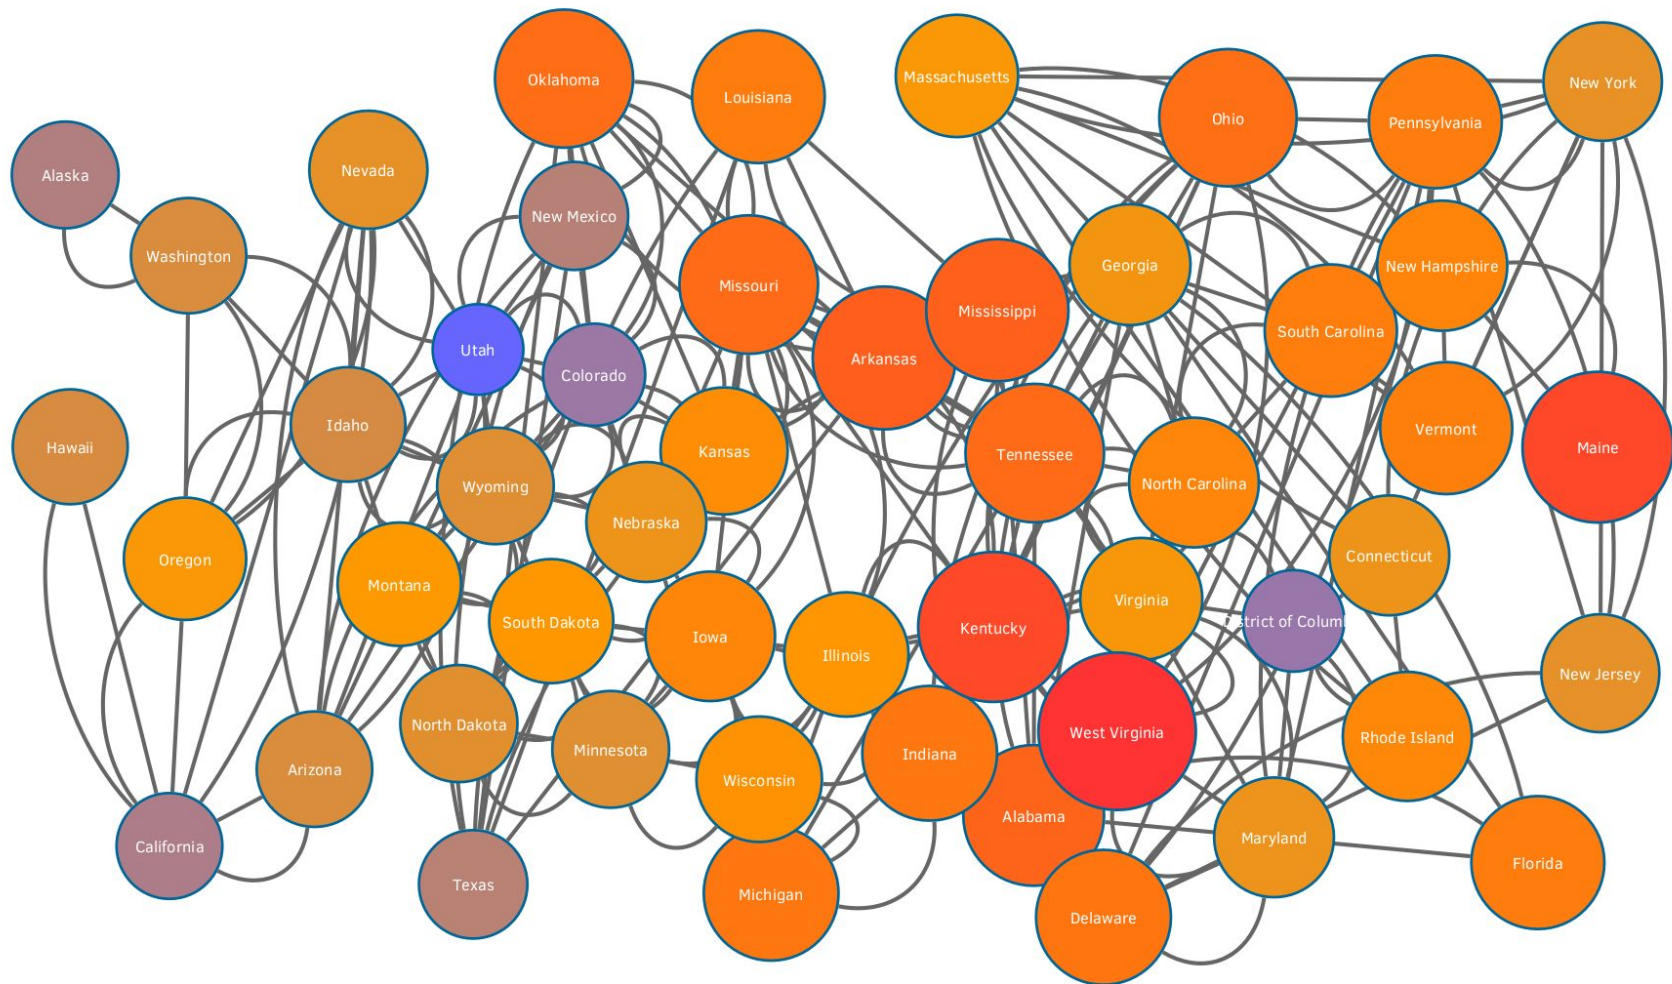 Oklahoma
Louisiana
Massachusetts
Ohio
Pennsylvania
New York
Alaska
Nevada
New Mexico
Washington
Missouri
Georgia
New Hampshire
Mississippi
South Carolina
Utah
Colorado
Arkansas
Idaho
Hawaii
Kansas
Tennessee
Vermont
Maine
Wyoming
North Carolina
Nebraska
Oregon
Montana
Connecticut
South Dakota
Iowa
Illinois
Kentucky
Virginia
District of Columb
New Jersey
North Dakota
Minnesota
West Virginia
Rhode Island
Arizona
Wisconsin
Indiana
Alabama
Maryland
California
Florida
Texas
Michigan
Delaware